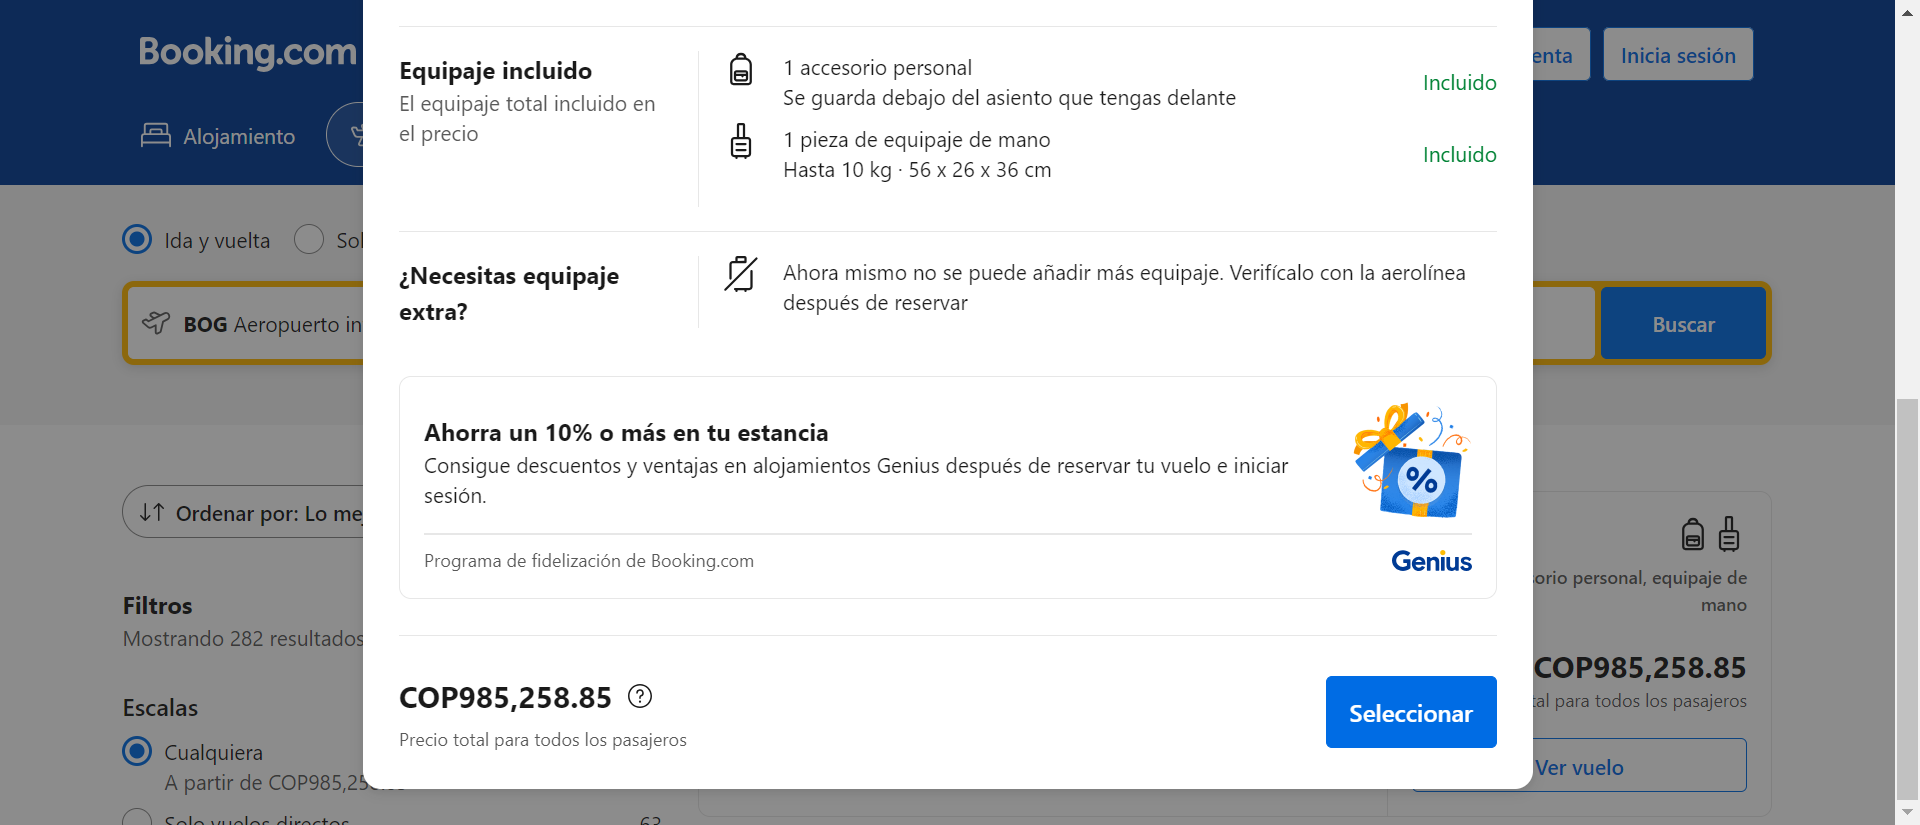 Booking.com
enta
Inicia sesión
Alojamiento
Equipaje incluido
El equipaje total incluido en
el precio
1 accesorio personal
Se guarda debajo del asiento que tengas delante
Incluido
1 pieza de equipaje de mano
Hasta 10 kg · 56 x 26 x 36 cm
Incluido
Ida y vuelta
Sol
BOG Aeropuerto in
Buscar
¿Necesitas equipaje
extra?
Ahora mismo no se puede añadir más equipaje. Verifícalo con la aerolínea
después de reservar
Ahorra un 10% o más en tu estancia
Consigue descuentos y ventajas en alojamientos Genius después de reservar tu vuelo e iniciar
sesión.
%
Programa de fidelización de Booking.com
Genius
Ordenar por: Lo mej
Filtros
Mostrando 282 resultados
Escalas
Cualquiera
A partir de COP985,258.85
Solo vuelos directos
63
COP985,258.85 ?
Precio total para todos los pasajeros
Seleccionar
sorio personal, equipaje de
mano
COP985,258.85
tal para todos los pasajeros
Ver vuelo